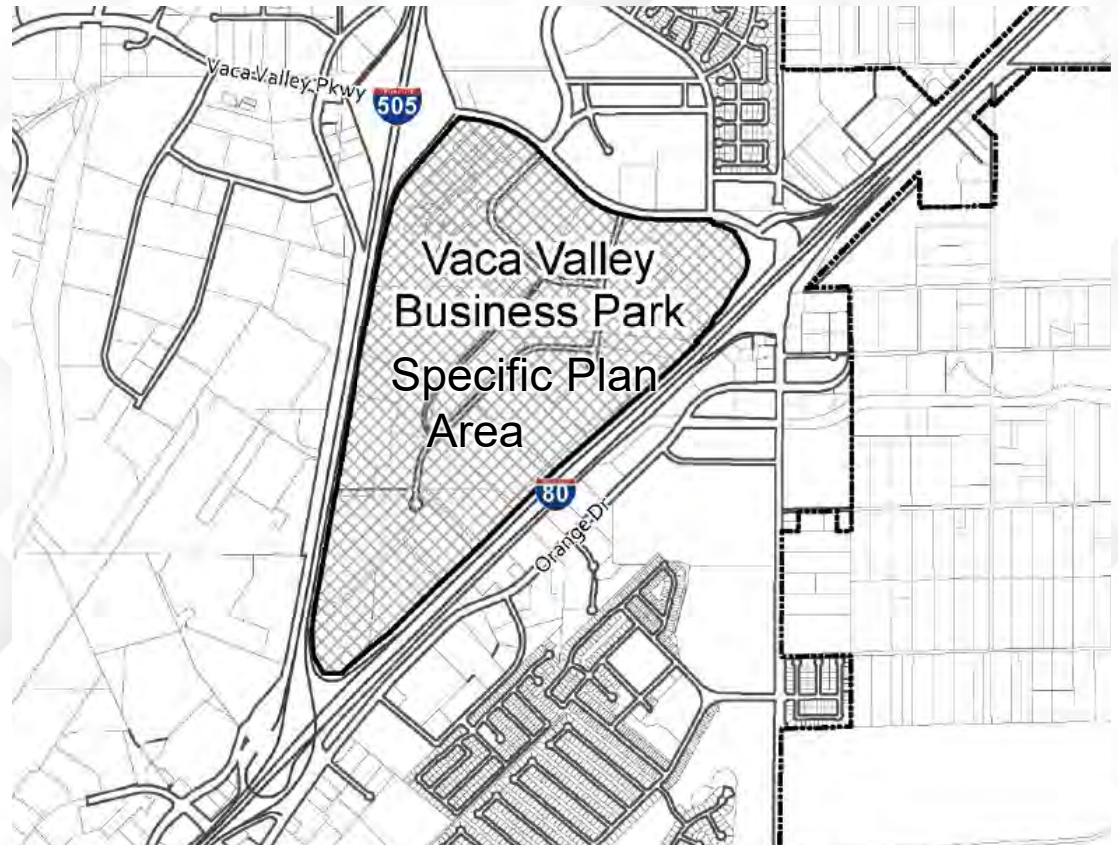 Vaca Valley Pkwy
505
Vaca Valley
Business Park
Specific Plan
Area
80
Orange Dr